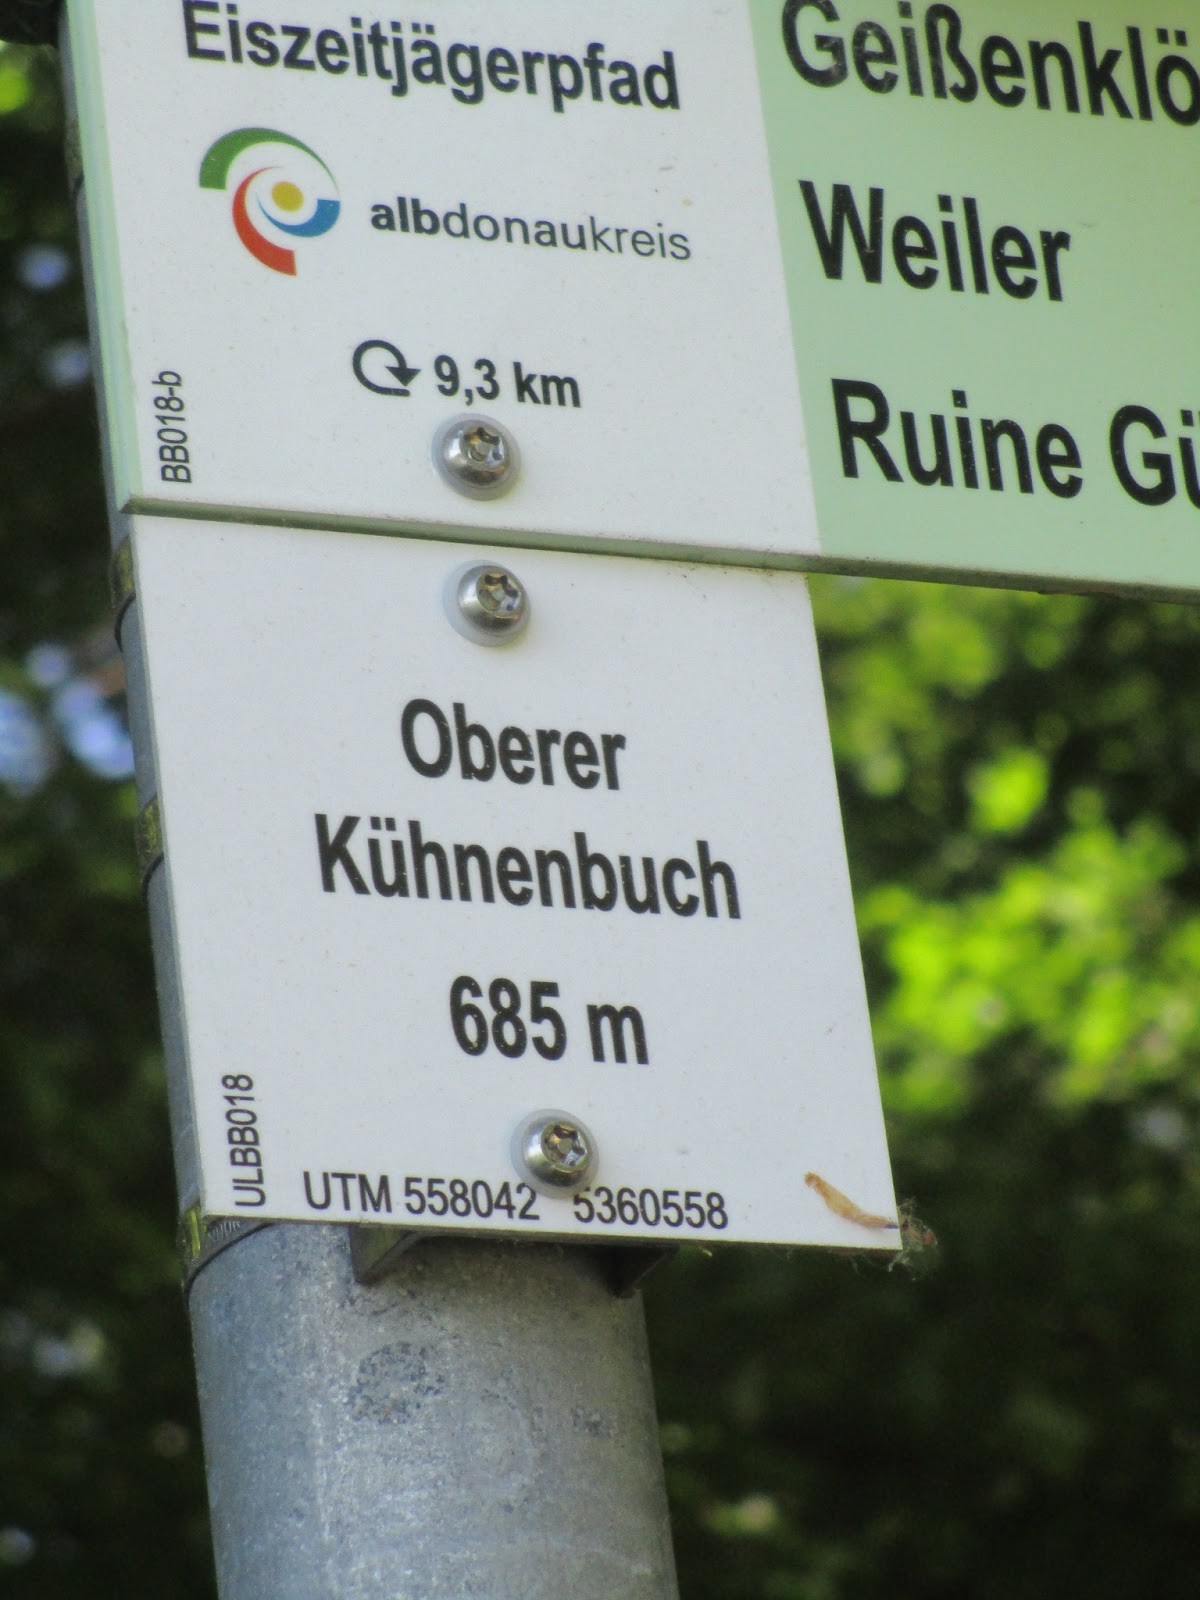 Eiszeitjägerpfad
albdonaukreis
9,3 km
BB018-b
Geißenklö
Weiler
Ruine Gü
Oberer
Kühnenbuch
685 m
ULBB018
UTM 558042 5360558